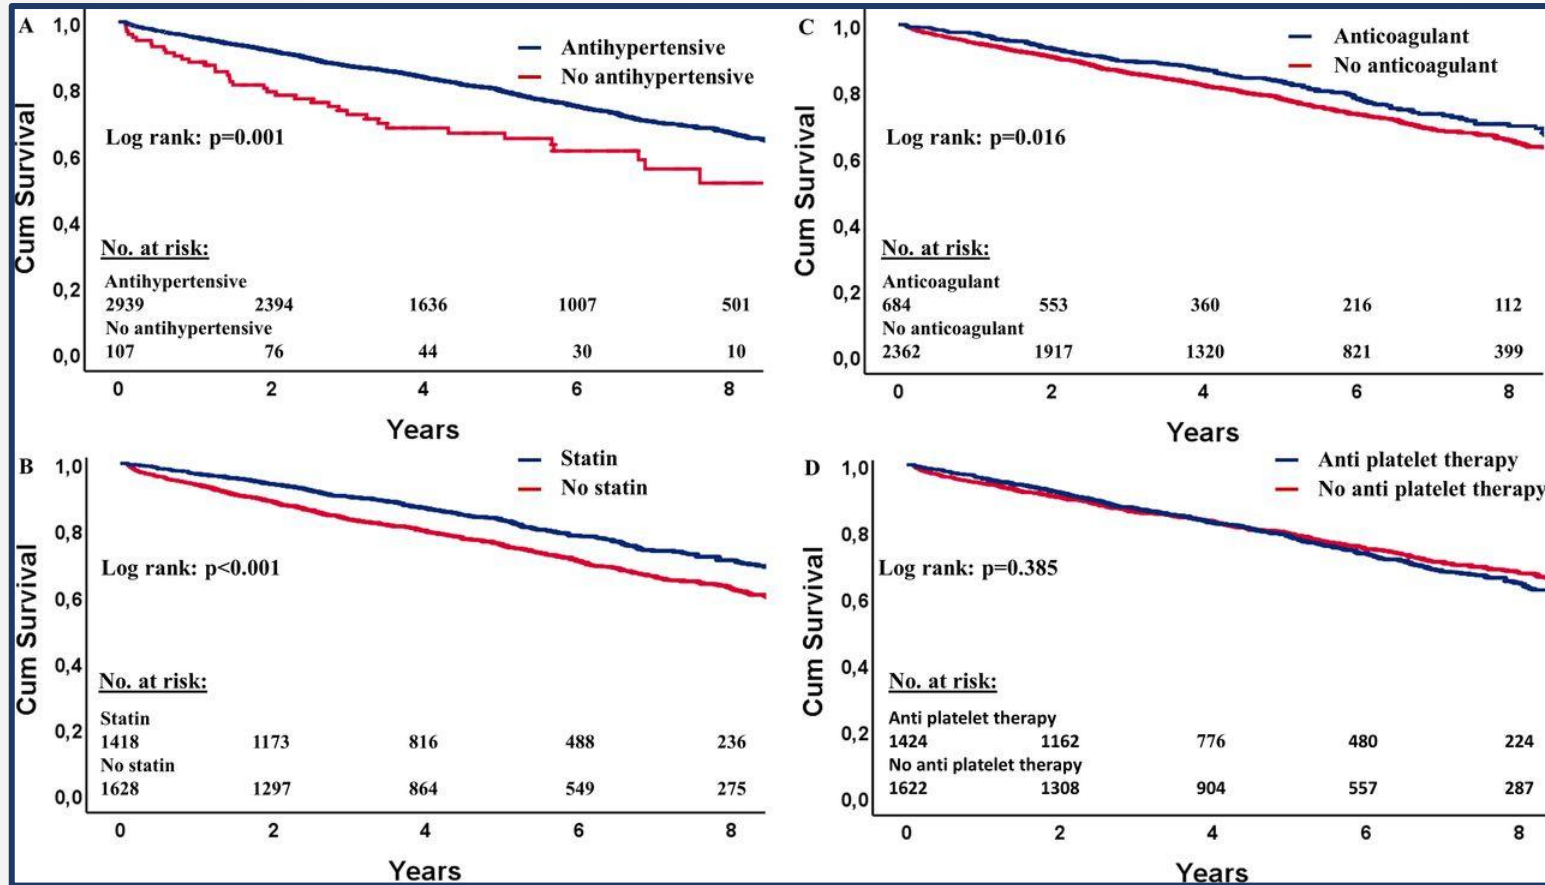 A
1,0
0,8
0,6
0,4
0,2
0,0
Cum Survival
Antihypertensive
No antihypertensive
Log rank: p=0.001
No. at risk:
Antihypertensive
2939 2394 1636 1007 501
No antihypertensive
107 76 44 30 10
0 2 4 6 8
Years
C
1,0
0,8
0,6
0,4
0,2
0,0
Cum Survival
Anticoagulant
No anticoagulant
Log rank: p=0.016
No. at risk:
Anticoagulant
684 553 360 216 112
No anticoagulant
2362 1917 1320 821 399
0 2 4 6 8
Years
B
1,0
0,8
0,6
0,4
0,2
0,0
Cum Survival
Statin
No statin
Log rank: p<0.001
No. at risk:
Statin
1418 1173 816 488 236
No statin
1628 1297 864 549 275
0 2 4 6 8
Years
D
1,0
0,8
0,6
0,4
0,2
0,0
Cum Survival
Anti platelet therapy
No anti platelet therapy
Log rank: p=0.385
No. at risk:
Anti platelet therapy
1424 1162 776 480 224
No anti platelet therapy
1622 1308 904 557 287
0 2 4 6 8
Years